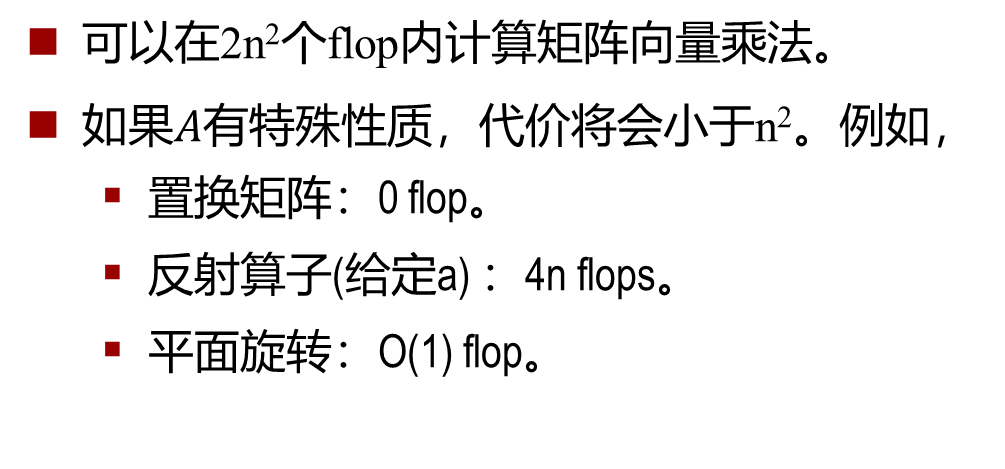 可以在2n²个flop内计算矩阵向量乘法。
如果A有特殊性质，代价将会小于n²。例如，
置换矩阵：0 flop。
反射算子(给定a)：4n flops。
平面旋转：O(1) flop。